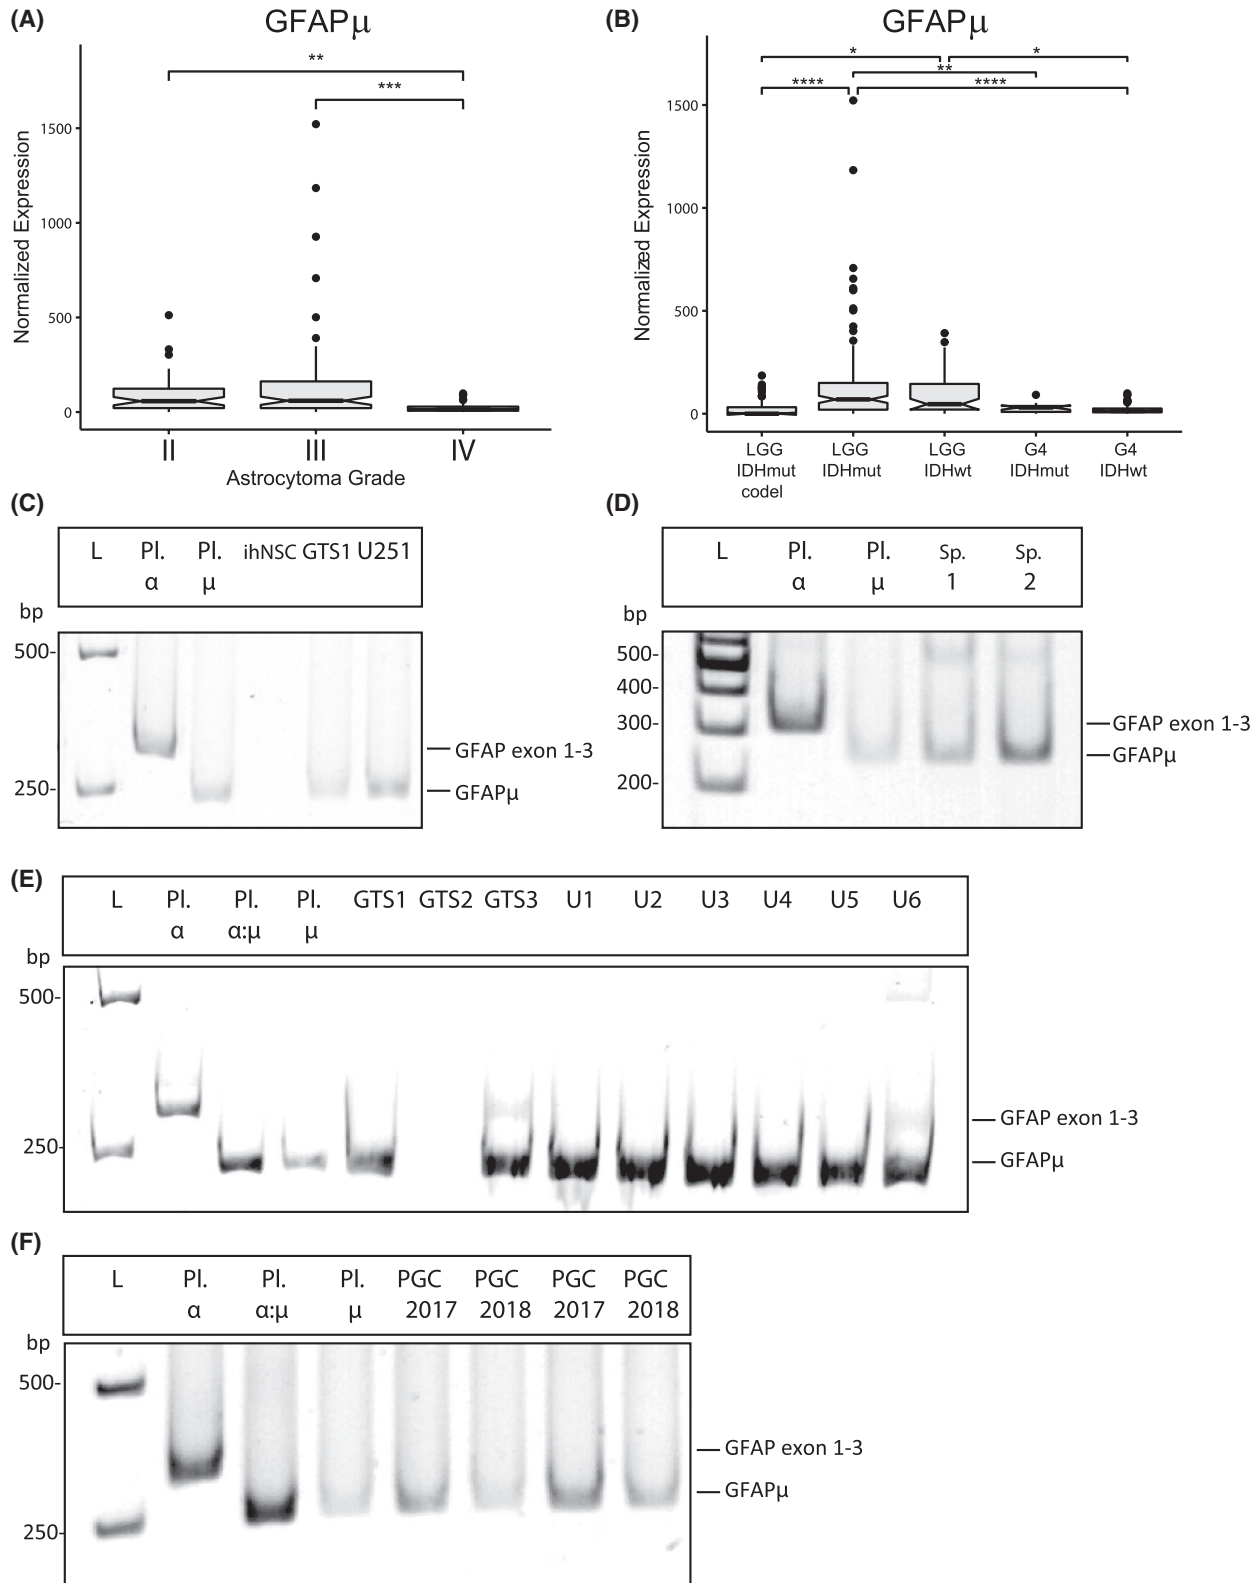 (A)
GFAPμ
**
***
Normalized Expression
1500
1000
500
0
II III IV
Astrocytoma Grade
(B)
GFAPμ
* *
**
**** ****
Normalized Expression
1500
1000
500
0
LGG LGG LGG G4 G4
IDHmut IDHmut IDHwt IDHmut IDHwt
codel
(C)
L Pl. Pl. ihNSC GTS1 U251
α μ
bp
500-
250-
GFAP exon 1-3
GFAPμ
(D)
L Pl. Pl. Sp. Sp.
α μ 1 2
bp
500-
400-
300-
200-
GFAP exon 1-3
GFAPμ
(E)
L Pl. Pl. Pl. GTS1 GTS2 GTS3 U1 U2 U3 U4 U5 U6
α α:μ μ
bp
500-
250-
GFAP exon 1-3
GFAPμ
(F)
L Pl. Pl. Pl. PGC PGC PGC PGC
α α:μ μ 2017 2018 2017 2018
bp
500-
250-
GFAP exon 1-3
GFAPμ